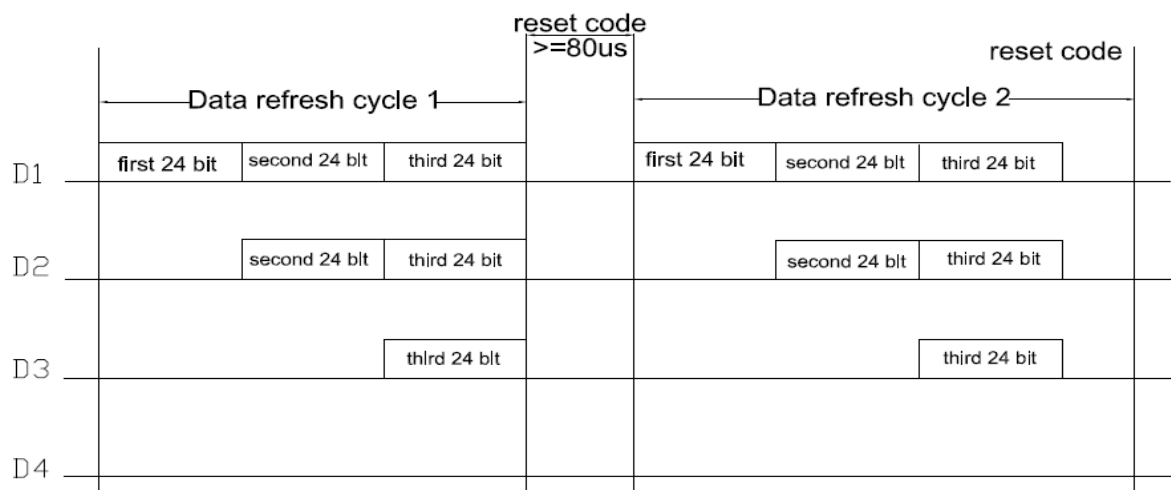 reset code
>=80us
reset code
Data refresh cycle 1
Data refresh cycle 2
D1 first 24 bit second 24 blt third 24 bit first 24 bit second 24 blt third 24 bit
D2 second 24 blt third 24 bit second 24 blt third 24 bit
D3 thlrd 24 blt third 24 bit
D4